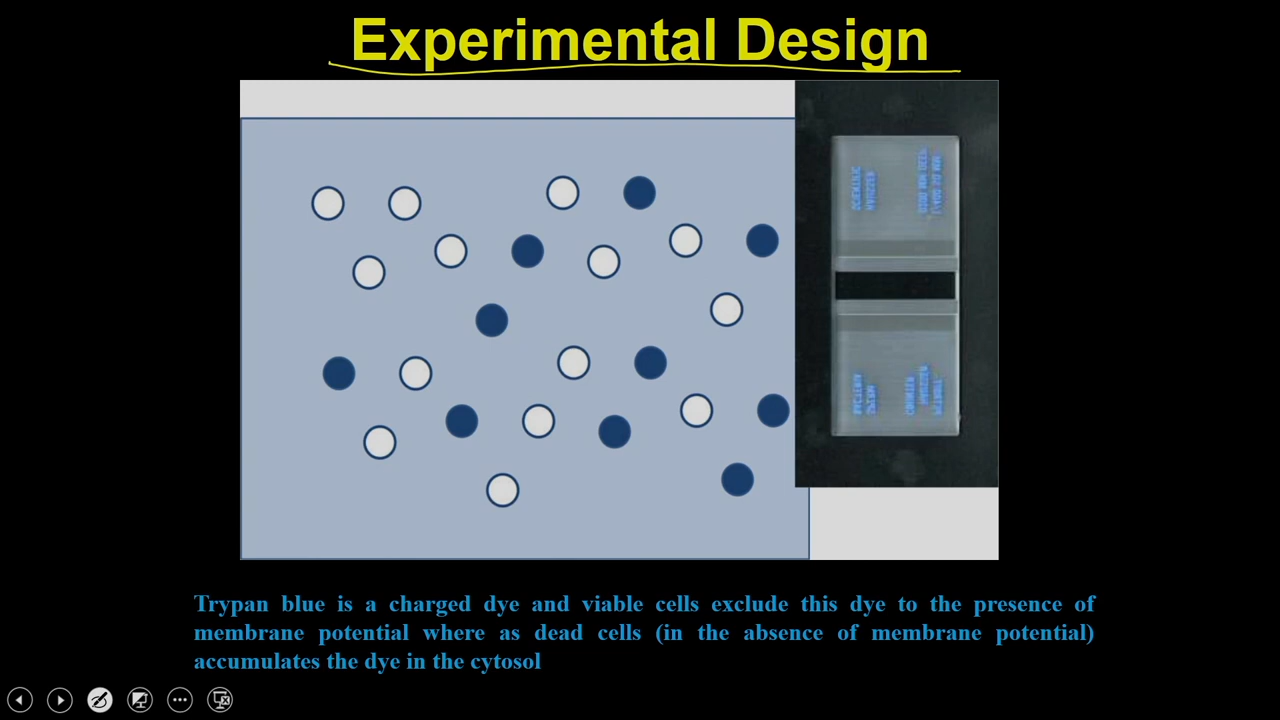 Experimental Design
Trypan blue is a charged dye and viable cells exclude this dye to the presence of
membrane potential where as dead cells (in the absence of membrane potential)
accumulates the dye in the cytosol